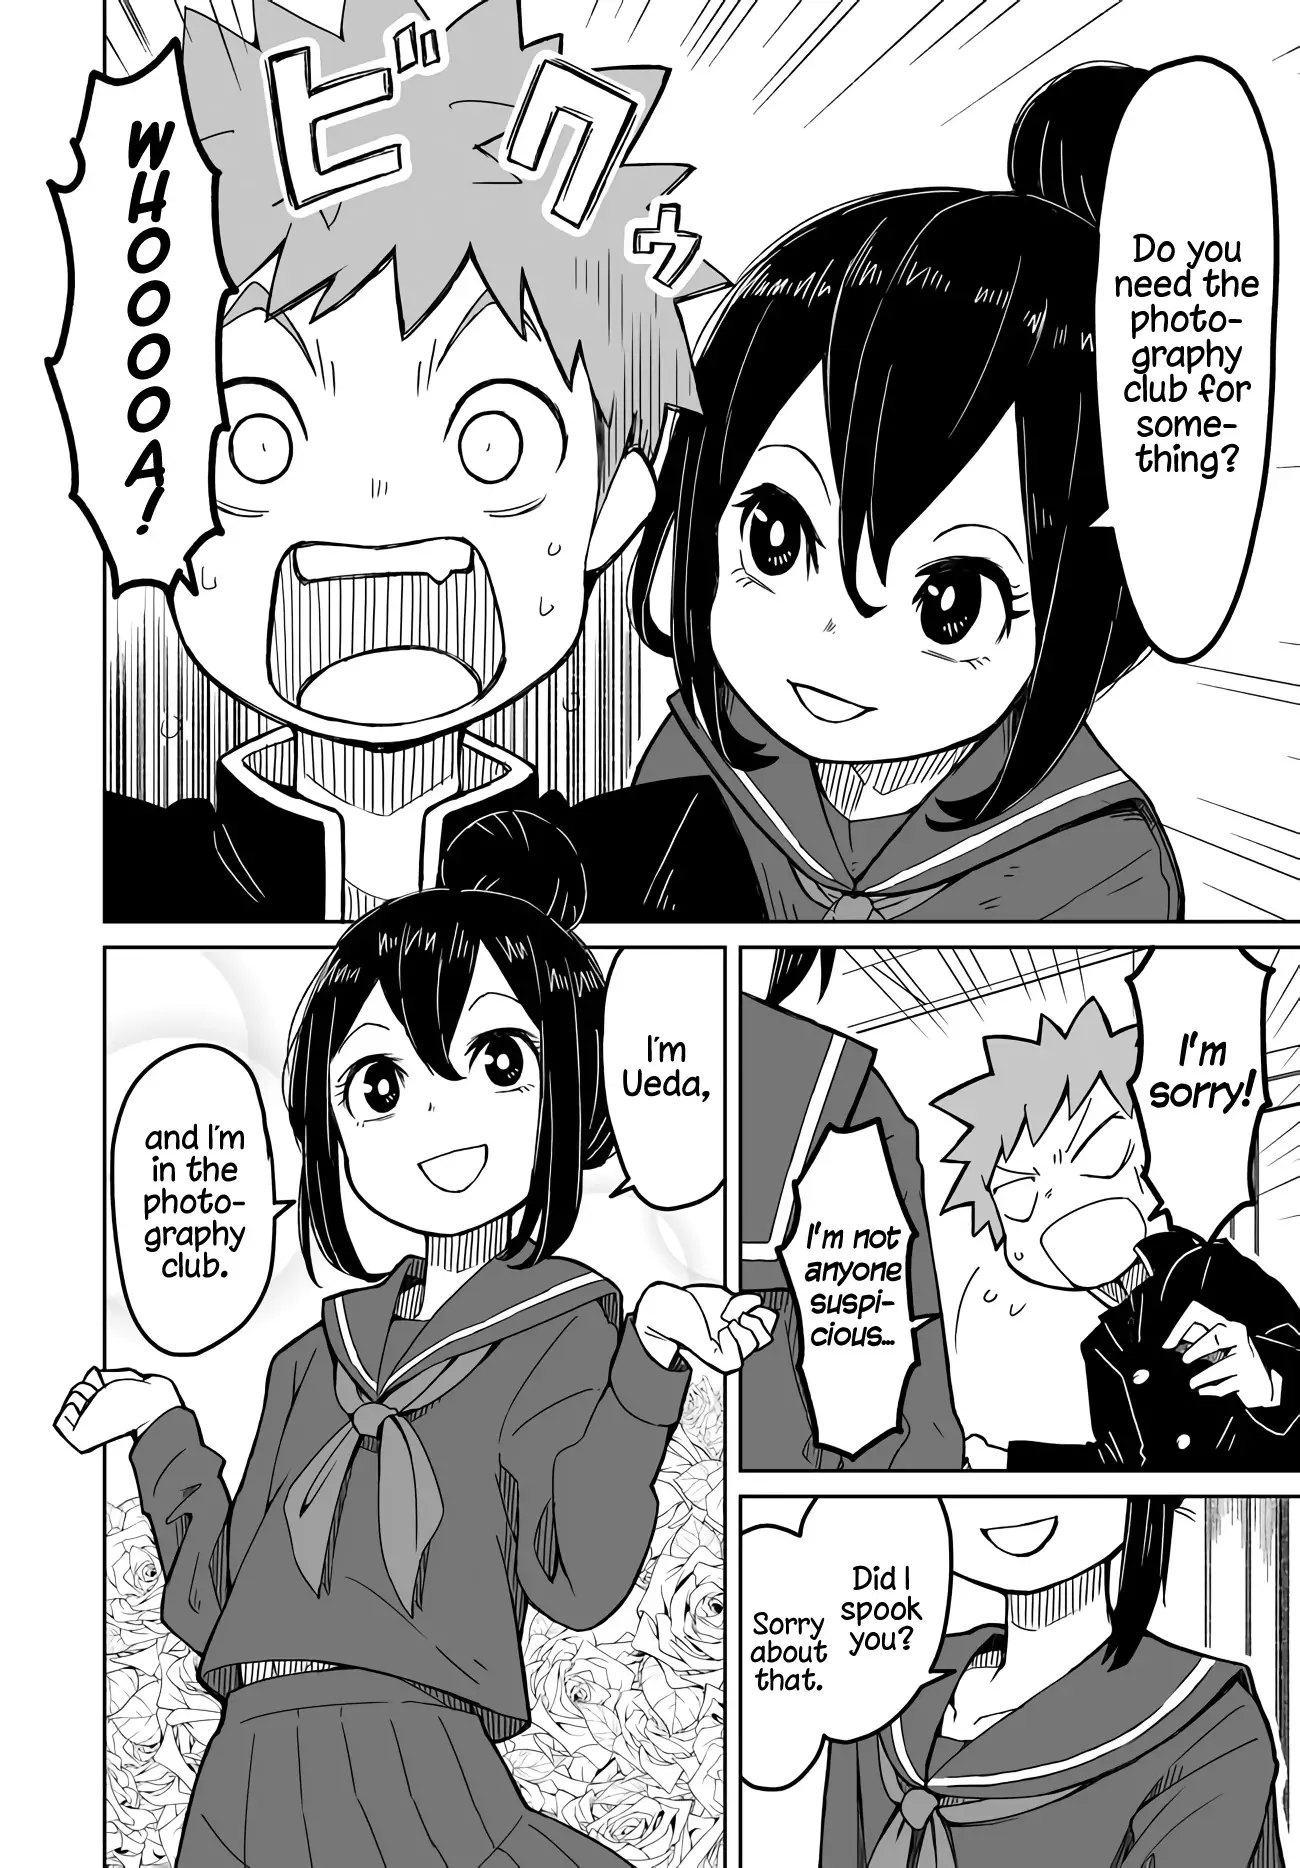 Do you
need the
photo-
graphy
club for
some-
thing?
ビクゥ
WHOOOOOA!
I'm
sorry!
I'm not
anyone
suspi-
cious...
Did I
spook
you?
Sorry
about
that.
I'm
Ueda,
and I'm
in the
photo-
graphy
club.